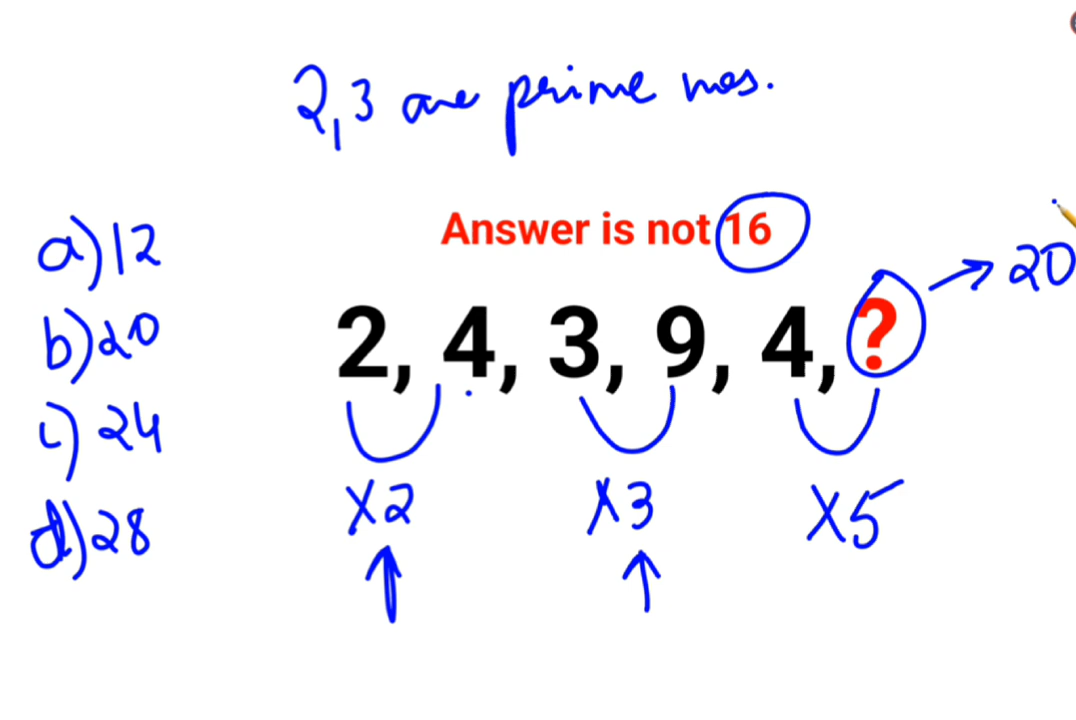 2,3 are prime nos.
Answer is not 16
a) 12
b) 20
c) 24
d) 28
2, 4, 3, 9, 4, ? → 20
X2 X3 X5